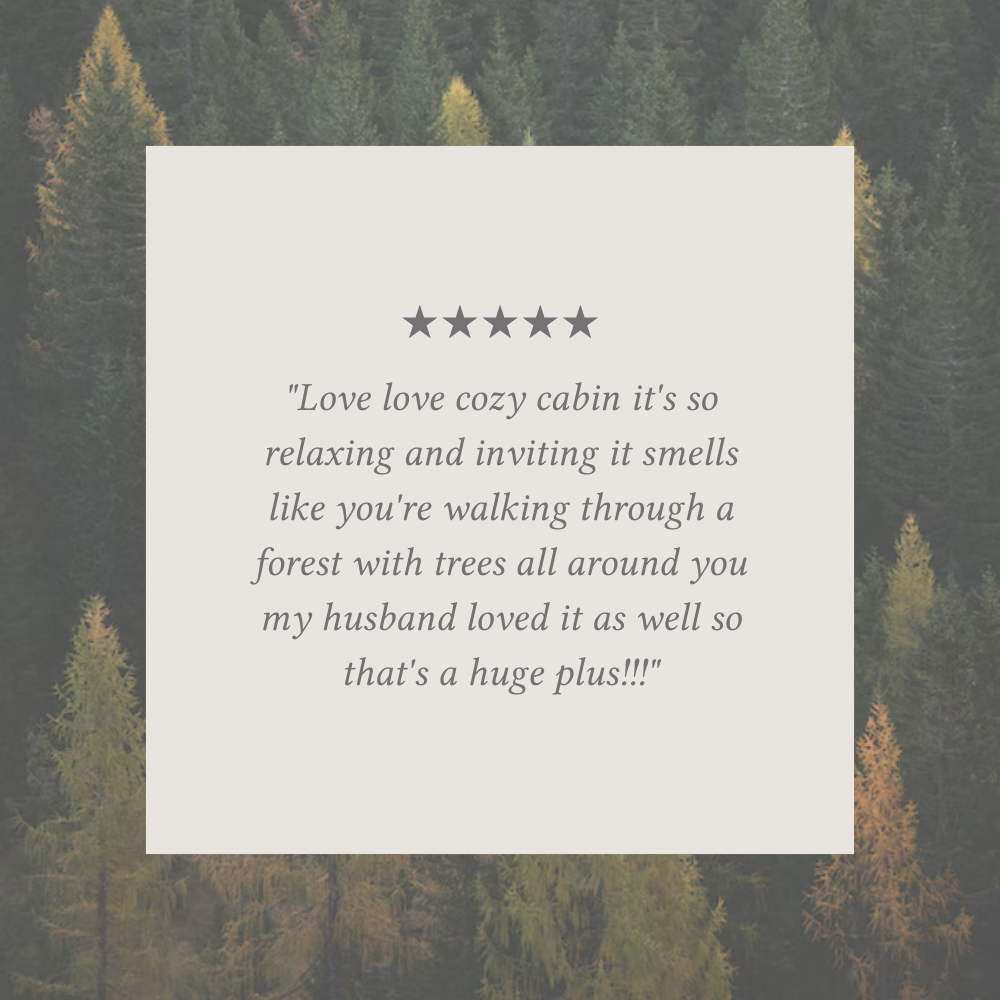 ★★★★★
"Love love cozy cabin it's so
relaxing and inviting it smells
like you're walking through a
forest with trees all around you
my husband loved it as well so
that's a huge plus!!!"